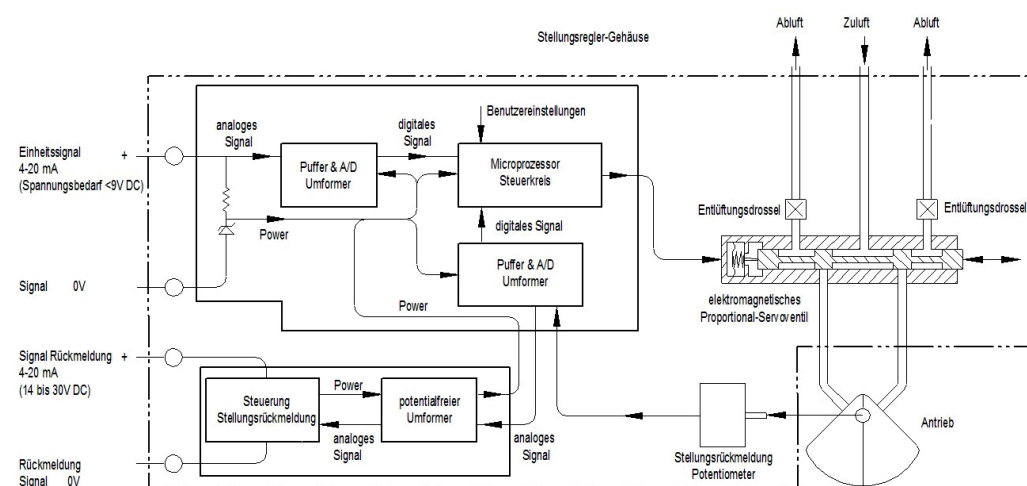 Abluft
Zuluft
Abluft
Stellungsregler-Gehäuse
Benutzereinstellungen
analoges
Signal
digitales
Signal
Einheitssignal +
4-20 mA
(Spannungsbedarf <9V DC)
Puffer & A/D
Umformer
Microprozessor
Steuerkreis
Entlüftungsdrossel
Entlüftungsdrossel
Power
digitales Signal
Puffer & A/D
Umformer
Signal 0V
Power
elektromagnetisches
Proportional-Servoventil
Signal Rückmeldung +
4-20 mA
(14 bis 30V DC)
Steuerung
Stellungsrückmeldung
Power
potentialfreier
Umformer
analoges
Signal
analoges
Signal
Antrieb
Stellungsrückmeldung
Potentiometer
Rückmeldung
Signal 0V